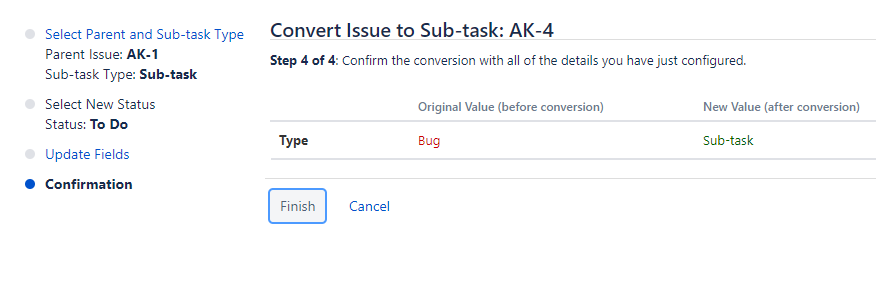 Select Parent and Sub-task Type
Parent Issue: AK-1
Sub-task Type: Sub-task
Select New Status
Status: To Do
Update Fields
Confirmation
Convert Issue to Sub-task: AK-4
Step 4 of 4: Confirm the conversion with all of the details you have just configured.
Original Value (before conversion) New Value (after conversion)
Type Bug Sub-task
Finish Cancel